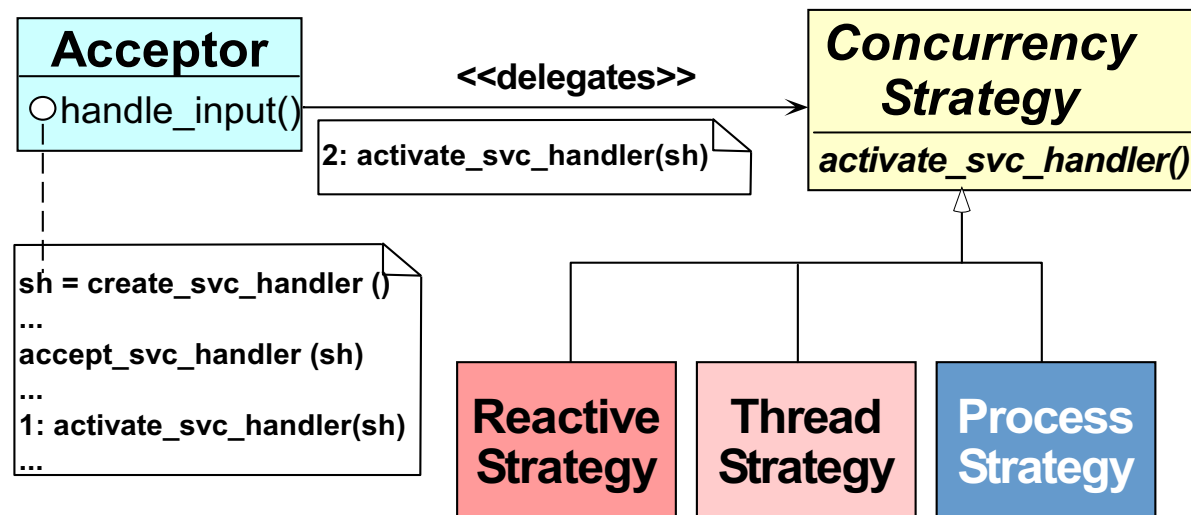 Acceptor
handle_input()
<<delegates>>
2: activate_svc_handler(sh)
Concurrency
Strategy
activate_svc_handler()
sh = create_svc_handler ()
...
accept_svc_handler (sh)
...
1: activate_svc_handler(sh)
...
Reactive
Strategy
Thread
Strategy
Process
Strategy